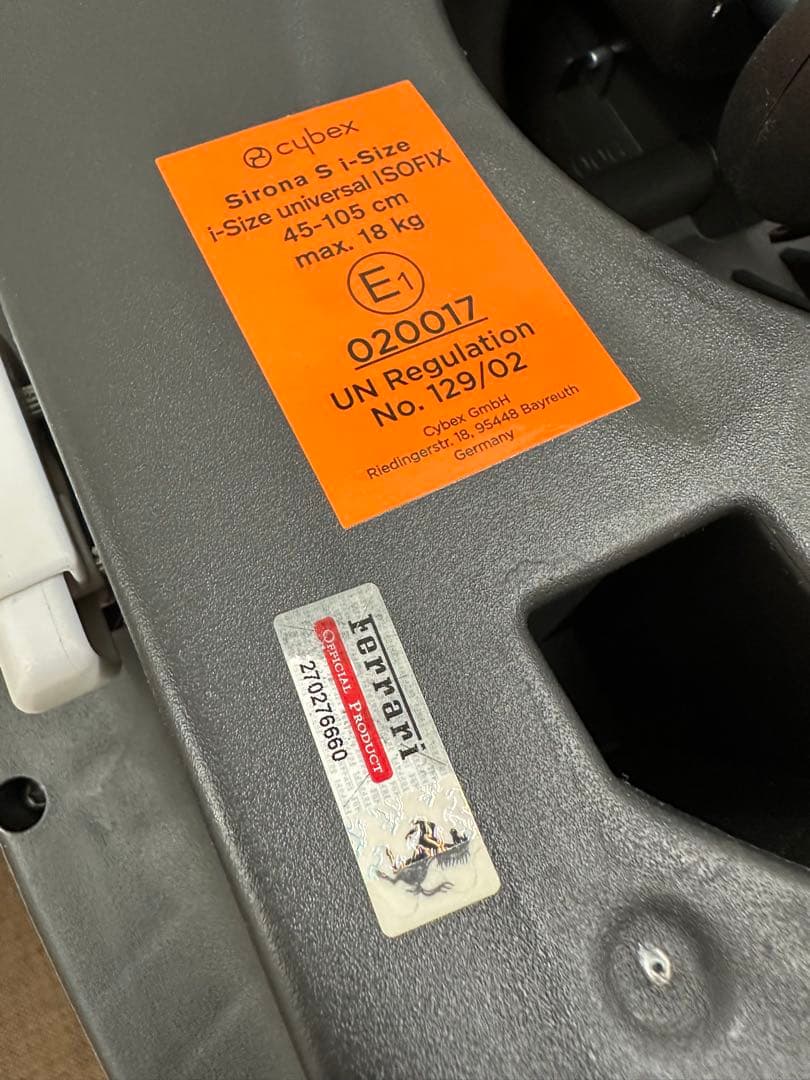 cybex
Sirona S i-Size
i-Size universal ISOFIX
45-105 cm
max. 18 kg
E1
020017
UN Regulation
No. 129/02
Cybex GmbH
Riedingerstr. 18, 95448 Bayreuth
Germany
Ferrari
OFFICIAL PRODUCT
270276660